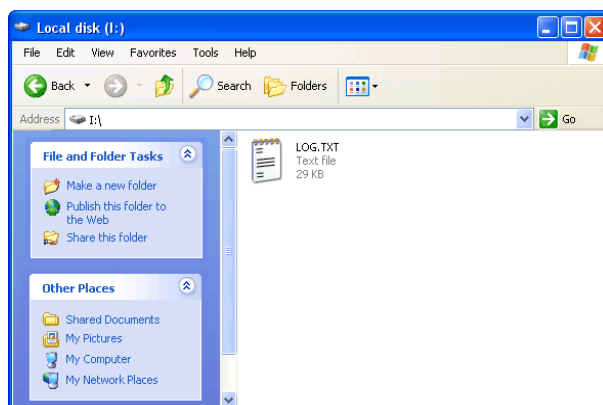 Local disk (I:)
File Edit View Favorites Tools Help
Back Search Folders
Address I:\ Go
File and Folder Tasks
Make a new folder
Publish this folder to
the Web
Share this folder
Other Places
Shared Documents
My Pictures
My Computer
My Network Places
LOG.TXT
Text file
29 KB